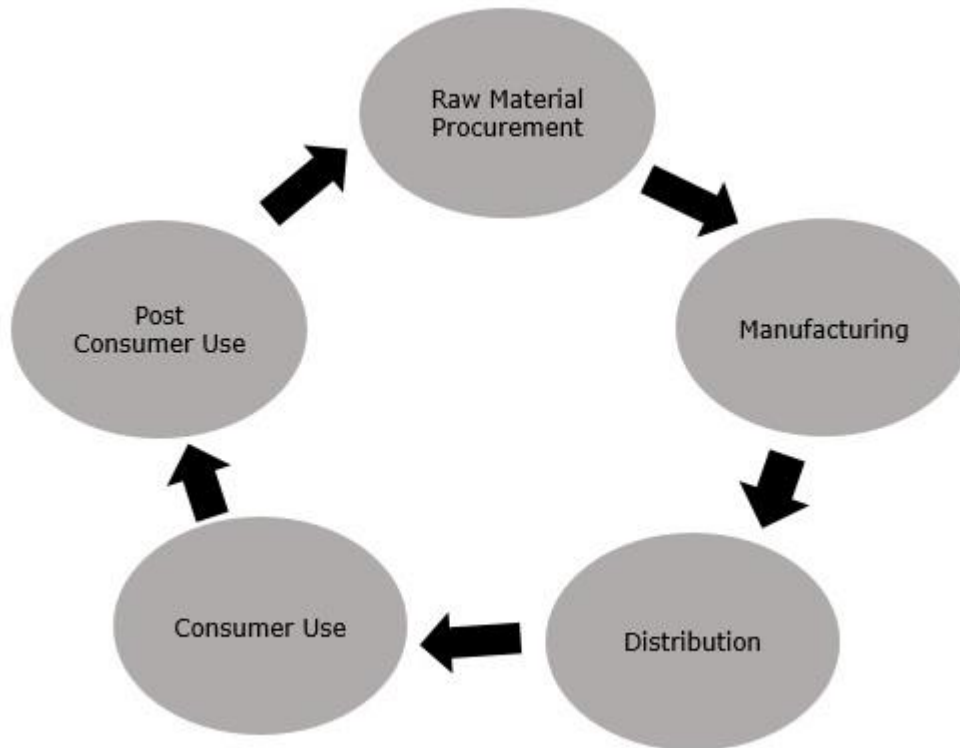 Raw Material
Procurement
Manufacturing
Distribution
Consumer Use
Post
Consumer Use